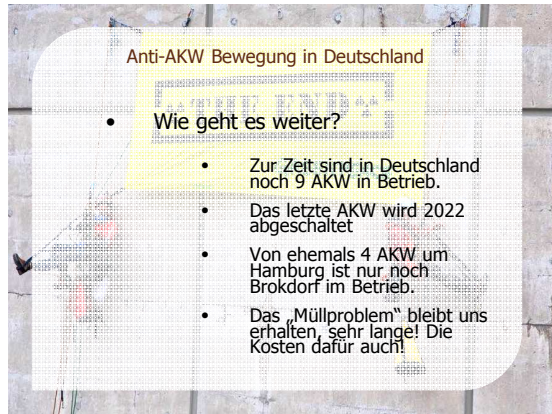 Anti-AKW Bewegung in Deutschland
• Wie geht es weiter?
• Zur Zeit sind in Deutschland
noch 9 AKW in Betrieb.
• Das letzte AKW wird 2022
abgeschaltet
• Von ehemals 4 AKW um
Hamburg ist nur noch
Brokdorf im Betrieb.
• Das „Müllproblem“ bleibt uns
erhalten, sehr lange! Die
Kosten dafür auch!